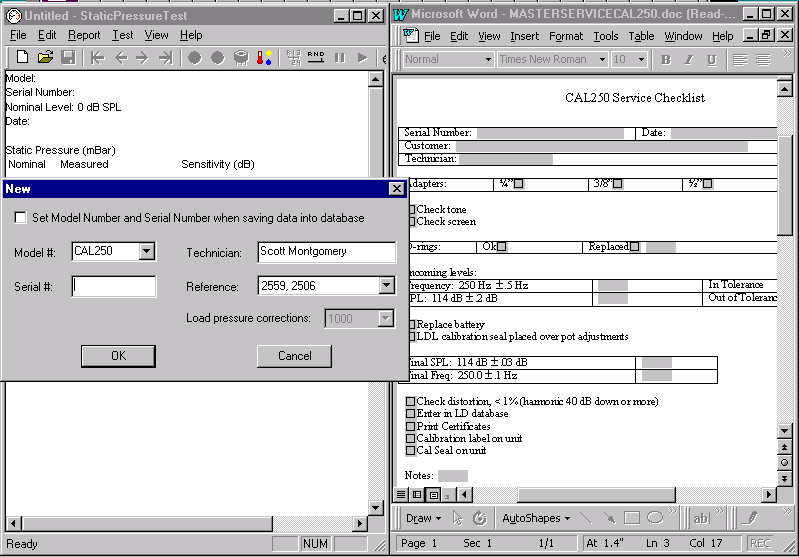 Untitled - StaticPressureTest
File Edit Report Test View Help
RND
Model:
Serial Number:
Nominal Level: 0 dB SPL
Date:
Static Pressure (mBar)
Nominal Measured Sensitivity (dB)
New
Set Model Number and Serial Number when saving data into database
Model #: CAL250 Technician: Scott Montgomery
Serial #: Reference: 2559, 2506
Load pressure corrections: 1000
OK Cancel
Ready NUM
Microsoft Word - MASTERSERVICECAL250.doc (Read-...
File Edit View Insert Format Tools Table Window Help
Normal Times New Roman 10 B I U
CAL250 Service Checklist
Serial Number: Date:
Customer:
Technician:
Adapters: ¼" 3/8" ½"
Check tone
Check screen
O-rings: Ok Replaced
Incoming levels:
Frequency: 250 Hz ±.5 Hz In Tolerance
SPL: 114 dB ±.2 dB Out of Toleranc
Replace battery
LDL calibration seal placed over pot adjustments
Final SPL: 114 dB ±.03 dB
Final Freq: 250.0 ±.1 Hz
Check distortion, < 1% (harmonic 40 dB down or more)
Enter in LD database
Print Certificates
Calibration label on unit
Cal Seal on unit
Notes:
Draw AutoShapes
Page 1 Sec 1 1/1 At 1.4" Ln 3 Col 17 REC